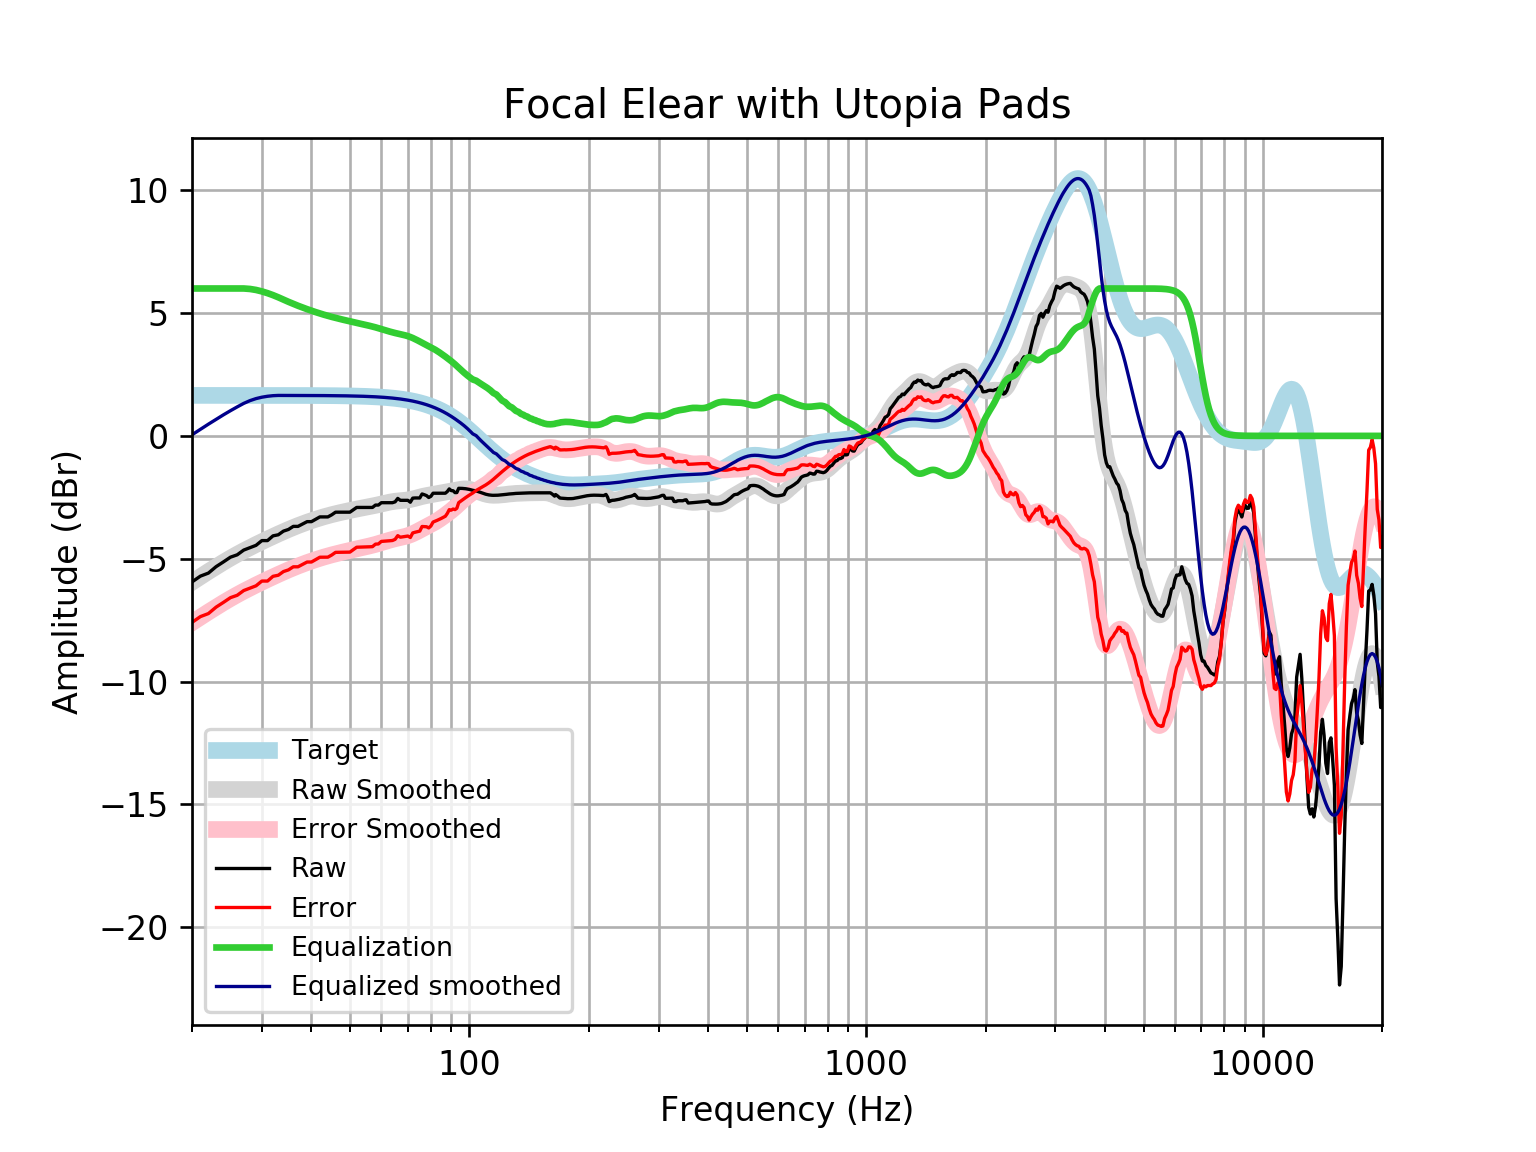 Focal Elear with Utopia Pads
10
5
0
−5
−10
−15
−20
Amplitude (dBr)
Target
Raw Smoothed
Error Smoothed
Raw
Error
Equalization
Equalized smoothed
100 1000 10000
Frequency (Hz)